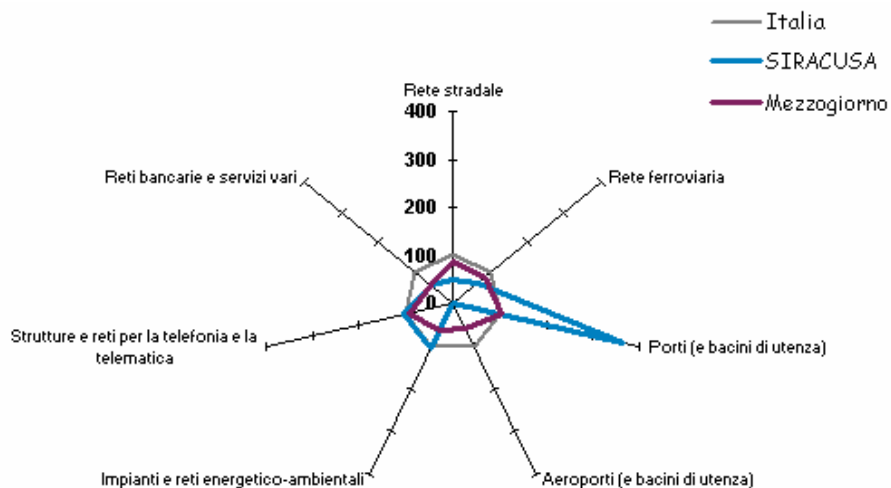 Italia
SIRACUSA
Mezzogiorno
Rete stradale
400
300
200
100
0
Reti bancarie e servizi vari
Rete ferroviaria
Strutture e reti per la telefonia e la
telematica
Porti (e bacini di utenza)
Impianti e reti energetico-ambientali
Aeroporti (e bacini di utenza)